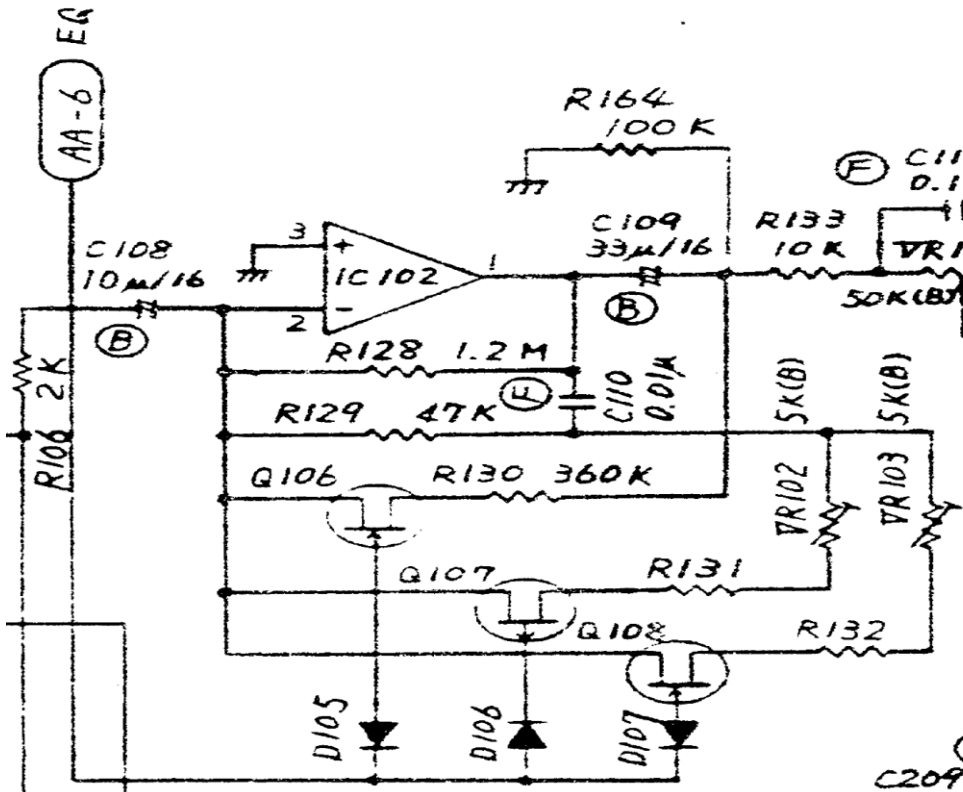 EQ
AA-6
R164
100K
F
C11
0.1
C108
10μ/16
B
3
+
IC102
-
2
1
C109
33μ/16
B
R133
10K
VR1
50K(B)
R128 1.2M
F
C110
0.01μ
R129 47K
5K(B)
5K(B)
2K
R106
Q106
R130 360K
VR102
VR103
Q107
R131
Q108
R132
D105
D106
D107
C209